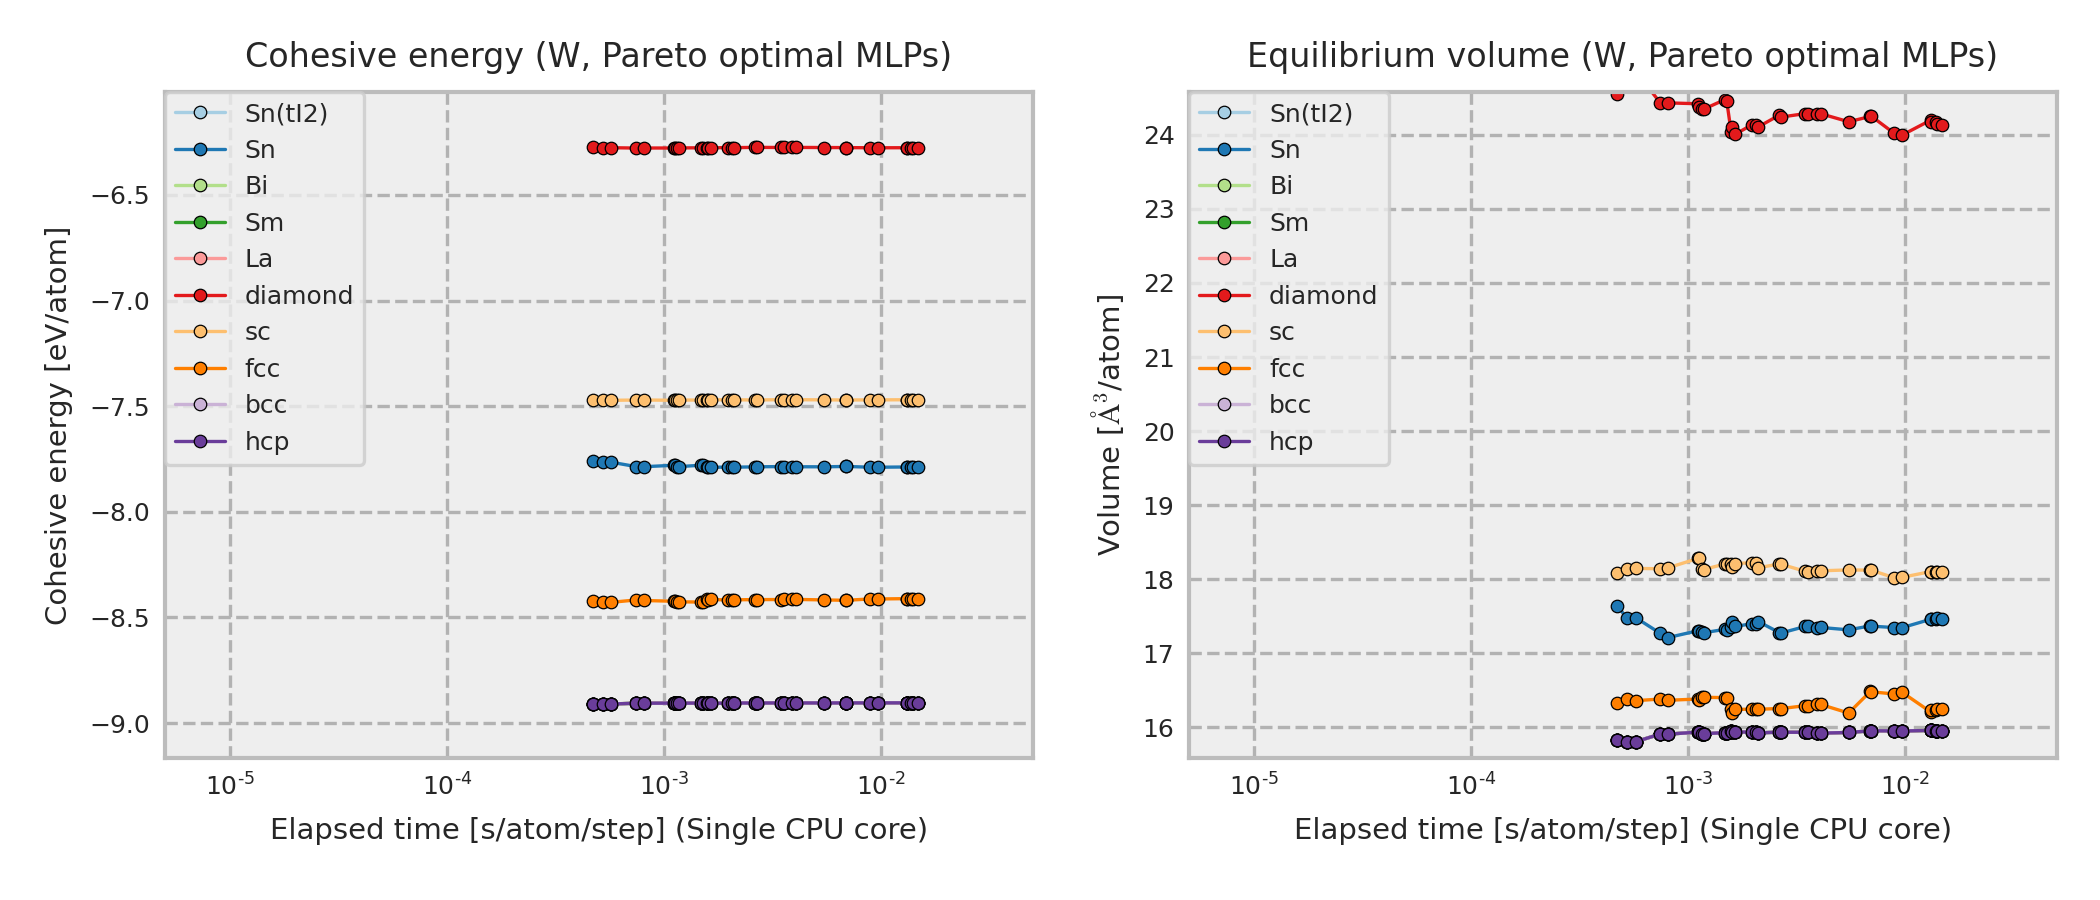 Cohesive energy (W, Pareto optimal MLPs)
Cohesive energy [eV/atom]
−6.5
−7.0
−7.5
−8.0
−8.5
−9.0
Sn(tI2)
Sn
Bi
Sm
La
diamond
sc
fcc
bcc
hcp
10^-5 10^-4 10^-3 10^-2
Elapsed time [s/atom/step] (Single CPU core)
Equilibrium volume (W, Pareto optimal MLPs)
Volume [Å^3/atom]
24
23
22
21
20
19
18
17
16
Sn(tI2)
Sn
Bi
Sm
La
diamond
sc
fcc
bcc
hcp
10^-5 10^-4 10^-3 10^-2
Elapsed time [s/atom/step] (Single CPU core)